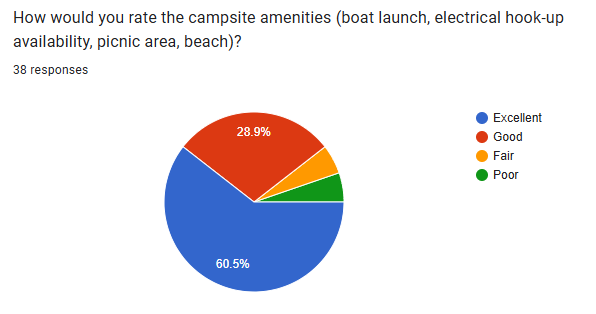 How would you rate the campsite amenities (boat launch, electrical hook-up
availability, picnic area, beach)?
38 responses
28.9%
60.5%
Excellent
Good
Fair
Poor